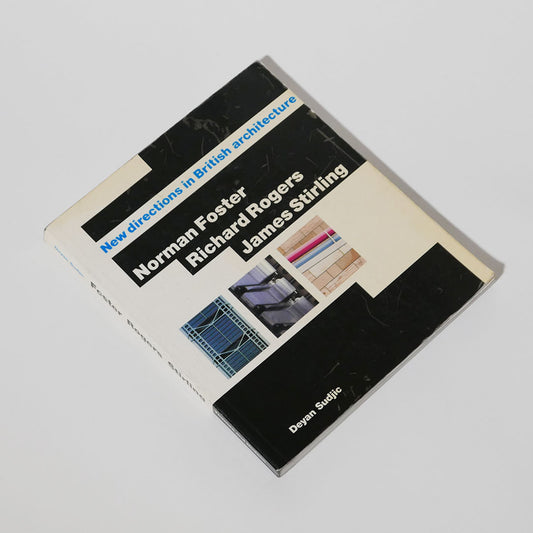 New directions in British architecture
Norman Foster
Richard Rogers
James Stirling
Deyan Sudjic
Foster Rogers Stirling